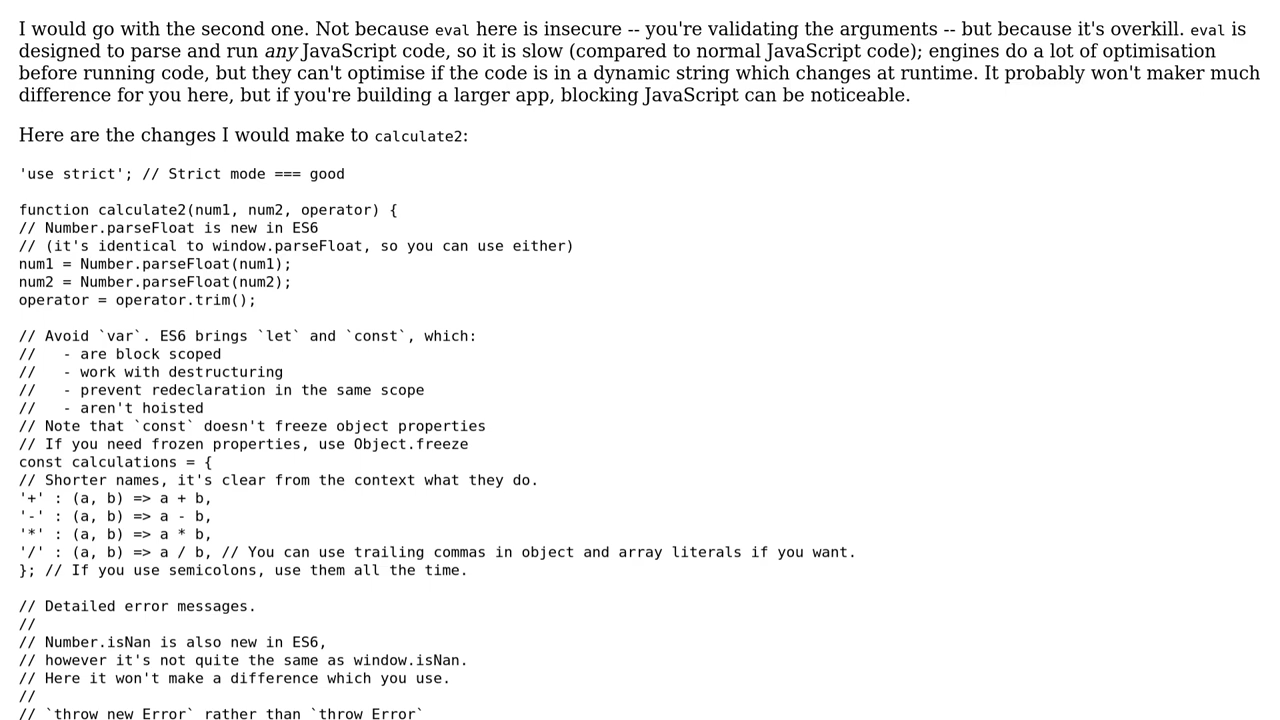 I would go with the second one. Not because eval here is insecure -- you're validating the arguments -- but because it's overkill. eval is
designed to parse and run any JavaScript code, so it is slow (compared to normal JavaScript code); engines do a lot of optimisation
before running code, but they can't optimise if the code is in a dynamic string which changes at runtime. It probably won't maker much
difference for you here, but if you're building a larger app, blocking JavaScript can be noticeable.

Here are the changes I would make to calculate2:

'use strict'; // Strict mode === good

function calculate2(num1, num2, operator) {
// Number.parseFloat is new in ES6
// (it's identical to window.parseFloat, so you can use either)
num1 = Number.parseFloat(num1);
num2 = Number.parseFloat(num2);
operator = operator.trim();

// Avoid `var`. ES6 brings `let` and `const`, which:
//   - are block scoped
//   - work with destructuring
//   - prevent redeclaration in the same scope
//   - aren't hoisted
// Note that `const` doesn't freeze object properties
// If you need frozen properties, use Object.freeze
const calculations = {
// Shorter names, it's clear from the context what they do.
'+' : (a, b) => a + b,
'-' : (a, b) => a - b,
'*' : (a, b) => a * b,
'/' : (a, b) => a / b, // You can use trailing commas in object and array literals if you want.
}; // If you use semicolons, use them all the time.

// Detailed error messages.
//
// Number.isNan is also new in ES6,
// however it's not quite the same as window.isNan.
// Here it won't make a difference which you use.
//
// `throw new Error` rather than `throw Error`